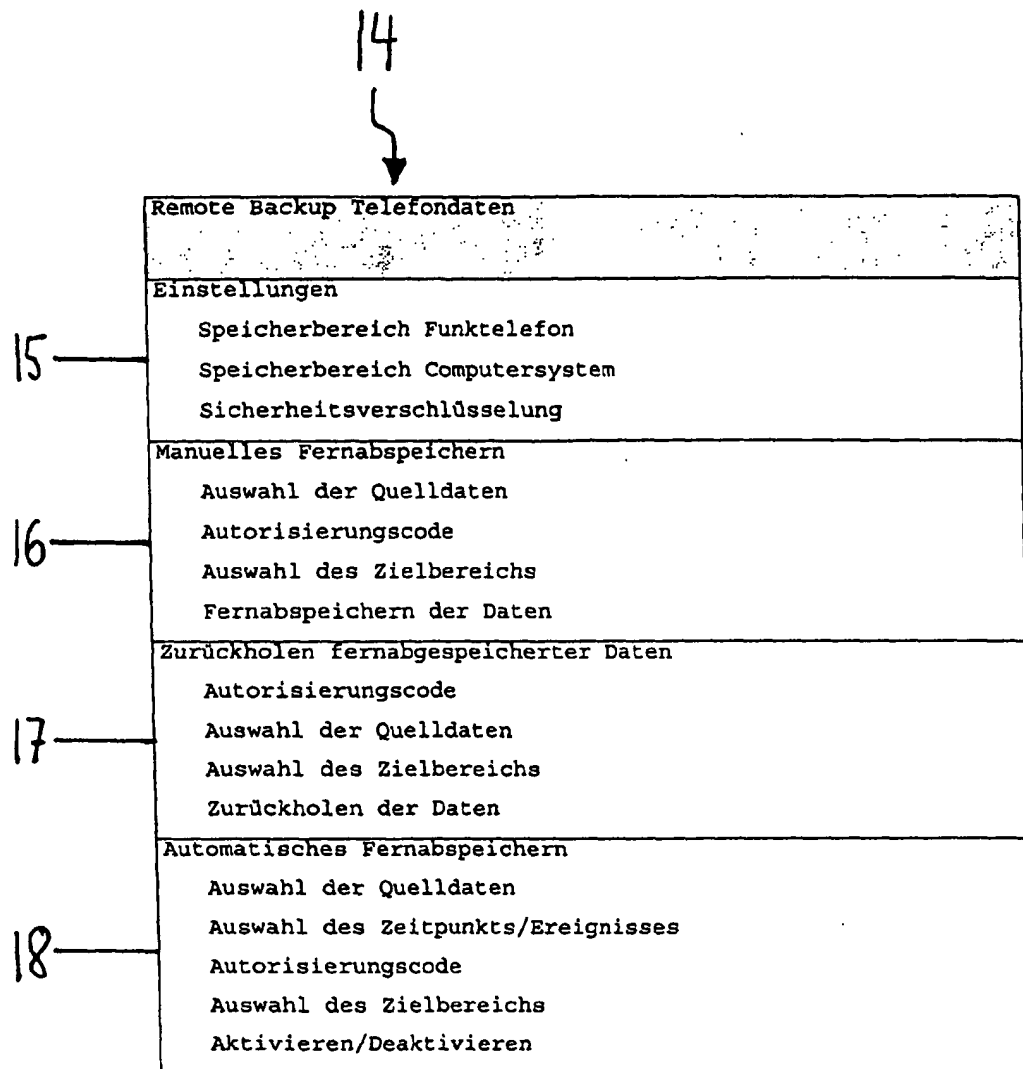 14
Remote Backup Telefondaten
Einstellungen
Speicherbereich Funktelefon
15
Speicherbereich Computersystem
Sicherheitsverschlüsselung
Manuelles Fernabspeichern
Auswahl der Quelldaten
16
Autorisierungscode
Auswahl des Zielbereichs
Fernabspeichern der Daten
Zurückholen fernabgespeicherter Daten
Autorisierungscode
17
Auswahl der Quelldaten
Auswahl des Zielbereichs
Zurückholen der Daten
Automatisches Fernabspeichern
Auswahl der Quelldaten
Auswahl des Zeitpunkts/Ereignisses
18
Autorisierungscode
Auswahl des Zielbereichs
Aktivieren/Deaktivieren